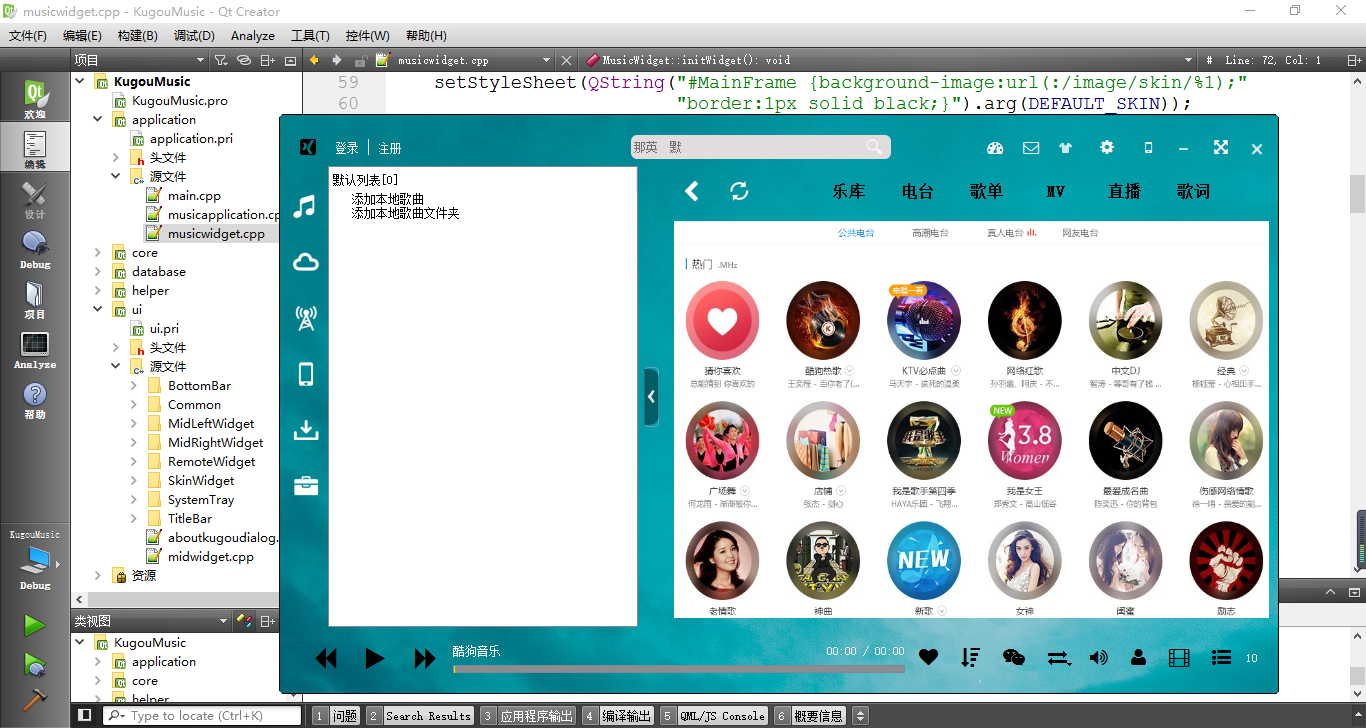 musicwidget.cpp - KugouMusic - Qt Creator
文件(F) 编辑(E) 构建(B) 调试(D) Analyze 工具(T) 控件(W) 帮助(H)
项目 musicwidget.cpp MusicWidget::initWidget(): void # Line: 72, Col: 1
欢迎
编辑
设计
Debug
项目
Analyze
帮助
KugouMusic
Debug
KugouMusic
KugouMusic.pro
application
application.pri
头文件
源文件
main.cpp
musicapplication.cp
musicwidget.cpp
core
database
helper
ui
ui.pri
头文件
源文件
BottomBar
Common
MidLeftWidget
MidRightWidget
RemoteWidget
SkinWidget
SystemTray
TitleBar
aboutkugoudialog.
midwidget.cpp
资源
类视图
KugouMusic
application
core
helper
59 setStyleSheet(QString("#MainFrame {background-image:url(:/image/skin/%1);"
60 "border:1px solid black;}").arg(DEFAULT_SKIN));
登录 注册 那英 默
默认列表[0]
添加本地歌曲
添加本地歌曲文件夹
乐库 电台 歌单 MV 直播 歌词
公共电台 高潮电台 真人电台 网友电台
热门 .MHz
来唱一首
K
猜你喜欢 酷狗热歌 KTV必点曲 网络红歌 中文DJ 经典
总能猜到 你喜欢的 王奕程 - 当你老了(... 马天宇 - 该死的温柔 孙羽幽、阿庆 - 不... 智涛 - 等哥有了钱 ... 杨钰莹 - 心相印手...
我是歌手
NEW
3.8
Women
广场舞 店铺 我是歌手第四季 我是女王 最爱成名曲 伤感网络情歌
何龙雨 - 渐渐被你... 张杰 - 剑心 HAYA乐团 - 飞翔... 郑秀文 - 高山低谷 陈奕迅 - 你的背包 徐一鸣 - 亲爱的能...
NEW
老情歌 神曲 新歌 女神 闺蜜 励志
酷狗音乐 00:00 / 00:00
10
Type to locate (Ctrl+K) 1 问题 2 Search Results 3 应用程序输出 4 编译输出 5 QML/JS Console 6 概要信息